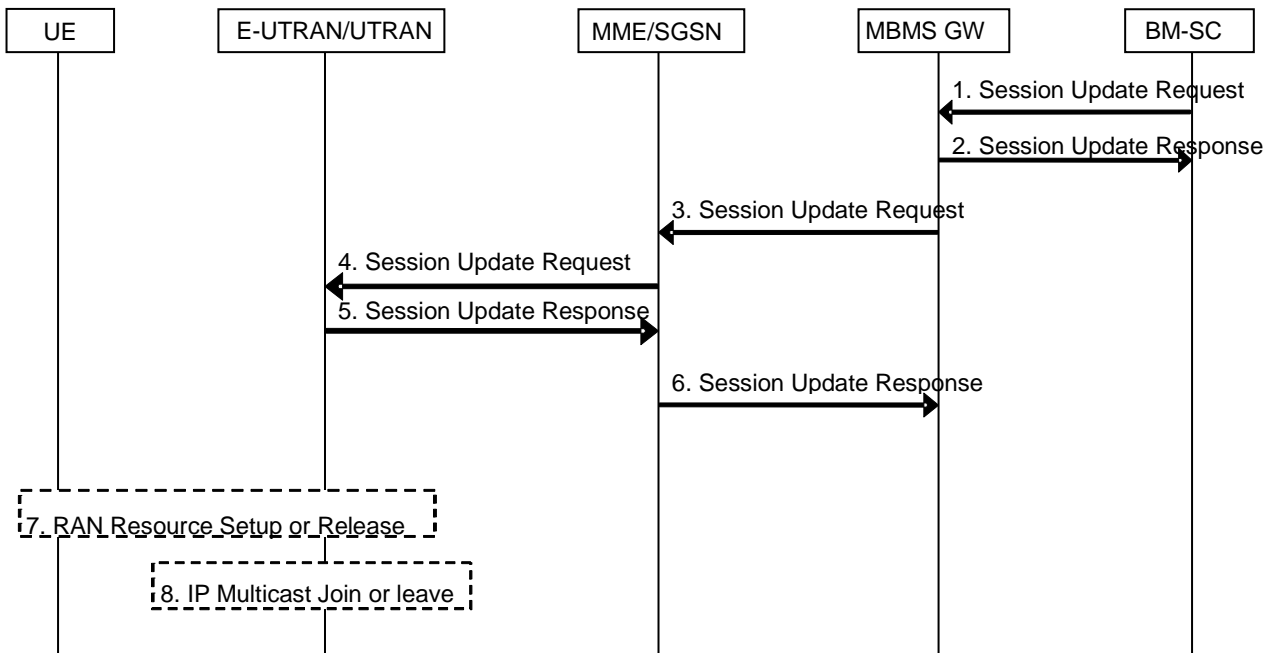 UE
E-UTRAN/UTRAN
MME/SGSN
MBMS GW
BM-SC
1. Session Update Request
2. Session Update Response
3. Session Update Request
4. Session Update Request
5. Session Update Response
6. Session Update Response
7. RAN Resource Setup or Release
8. IP Multicast Join or leave